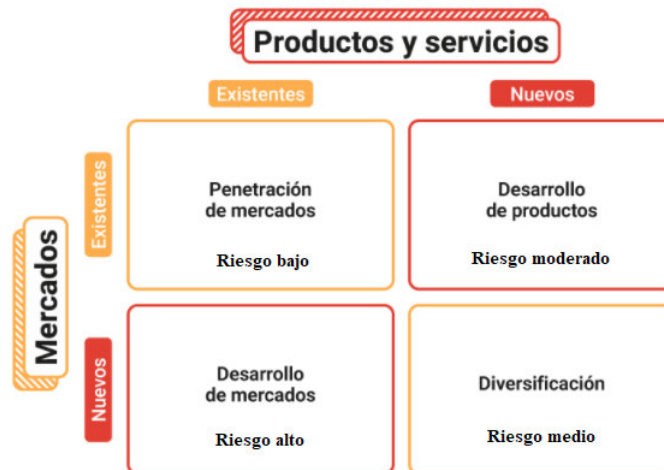 Productos y servicios
Existentes
Nuevos
Mercados
Existentes
Penetración
de mercados
Riesgo bajo
Desarrollo
de productos
Riesgo moderado
Nuevos
Desarrollo
de mercados
Riesgo alto
Diversificación
Riesgo medio